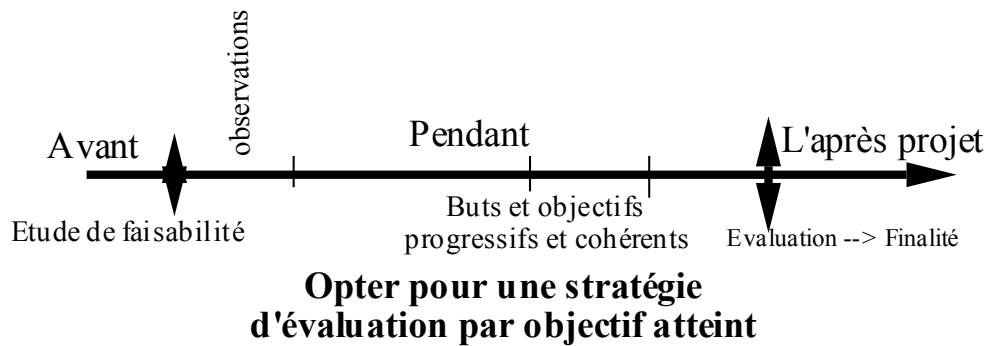 observations
Avant
Pendant
L'après projet
Etude de faisabilité
Buts et objectifs
progressifs et cohérents
Evaluation --> Finalité
Opter pour une stratégie
d'évaluation par objectif atteint